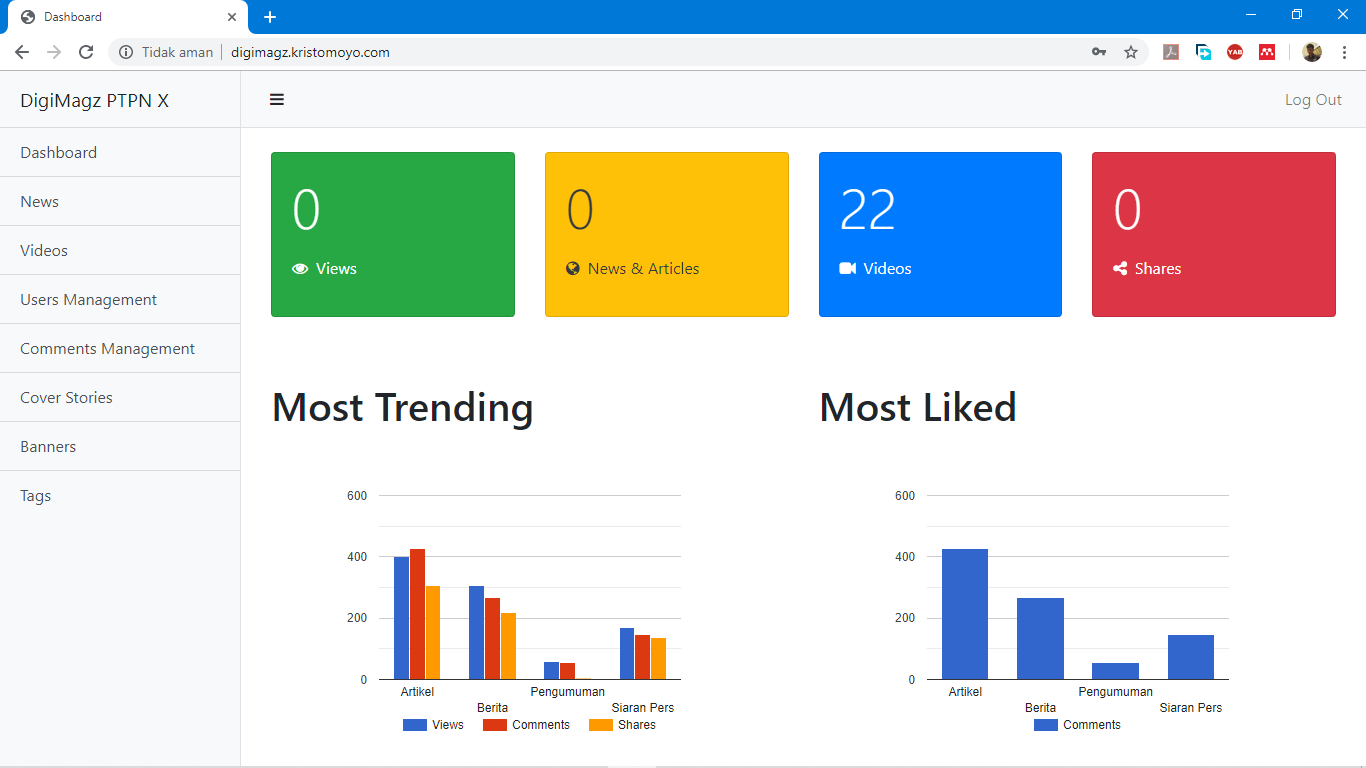 Dashboard
Tidak aman
digimagz.kristomoyo.com
YAB
DigiMagz PTPN X
Log Out
Dashboard
News
Videos
Users Management
Comments Management
Cover Stories
Banners
Tags
0
Views
0
News & Articles
22
Videos
0
Shares
Most Trending
600
400
200
0
Artikel
Berita
Pengumuman
Siaran Pers
Views
Comments
Shares
Most Liked
600
400
200
0
Artikel
Berita
Pengumuman
Siaran Pers
Comments